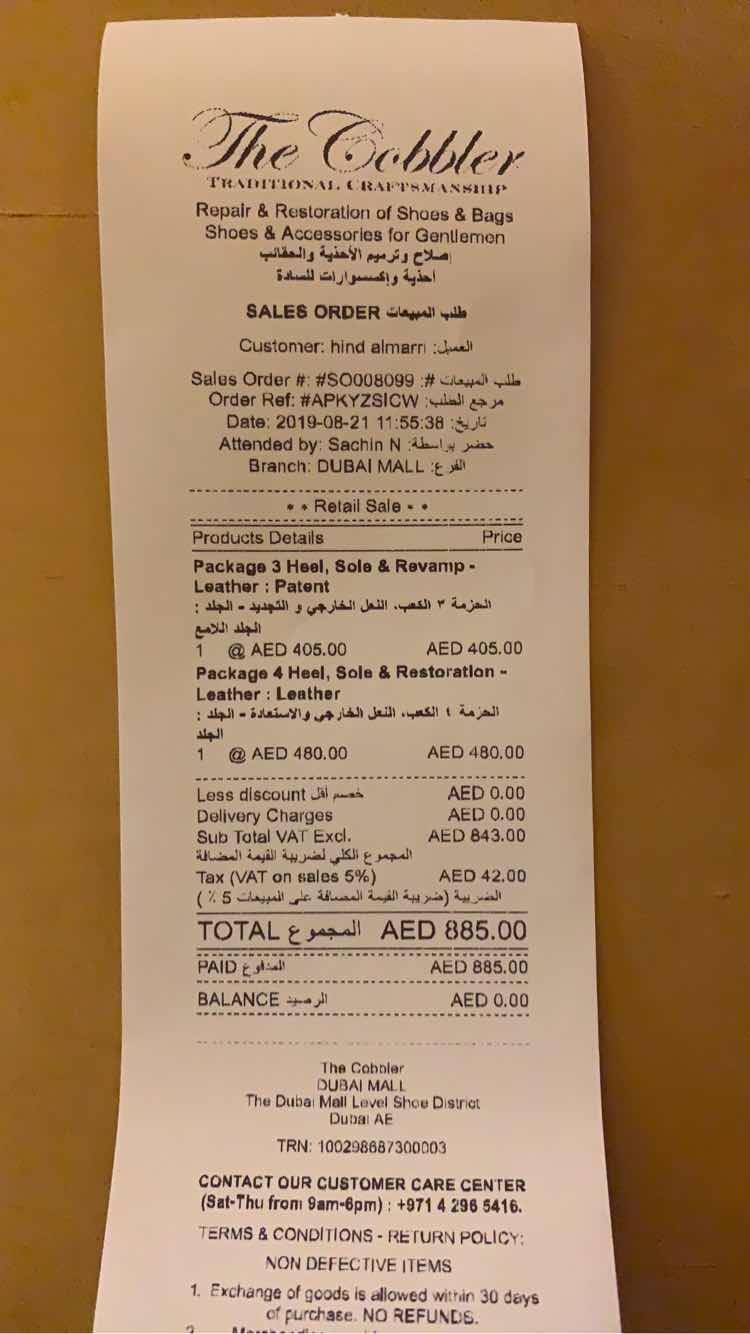 The Cobbler
TRADITIONAL CRAFTSMANSHIP
Repair & Restoration of Shoes & Bags
Shoes & Accessories for Gentlemen
إصلاح وترميم الأحذية والحقائب
أحذية وإكسسوارات للسادة
SALES ORDER طلب المبيعات
Customer: hind almarri :العميل
Sales Order #: #SO008099 :# طلب المبيعات
Order Ref: #APKYZSICW :مرجع الطلب
Date: 2019-08-21 11:55:38 :تاريخ
Attended by: Sachin N :حضر بواسطة
Branch: DUBAI MALL :الفرع
* * Retail Sale * *
Products Details Price
Package 3 Heel, Sole & Revamp -
Leather : Patent
الحزمة ٣ الكعب، النعل الخارجي و التجديد - الجلد :
الجلد اللامع
1 @ AED 405.00 AED 405.00
Package 4 Heel, Sole & Restoration -
Leather : Leather
الحزمة ٤ الكعب، النعل الخارجي والاستعادة - الجلد :
الجلد
1 @ AED 480.00 AED 480.00
Less discount خصم أقل AED 0.00
Delivery Charges AED 0.00
Sub Total VAT Excl. AED 843.00
المجموع الكلي لضريبة القيمة المضافة
Tax (VAT on sales 5%) AED 42.00
الضريبة (ضريبة القيمة المضافة على المبيعات 5 ٪ )
TOTAL المجموع AED 885.00
PAID المدفوع AED 885.00
BALANCE الرصيد AED 0.00
The Cobbler
DUBAI MALL
The Dubai Mall Level Shoe District
Dubai AE
TRN: 100298687300003
CONTACT OUR CUSTOMER CARE CENTER
(Sat-Thu from 9am-6pm) : +971 4 296 5416.
TERMS & CONDITIONS - RETURN POLICY:
NON DEFECTIVE ITEMS
1. Exchange of goods is allowed within 30 days
of purchase. NO REFUNDS.